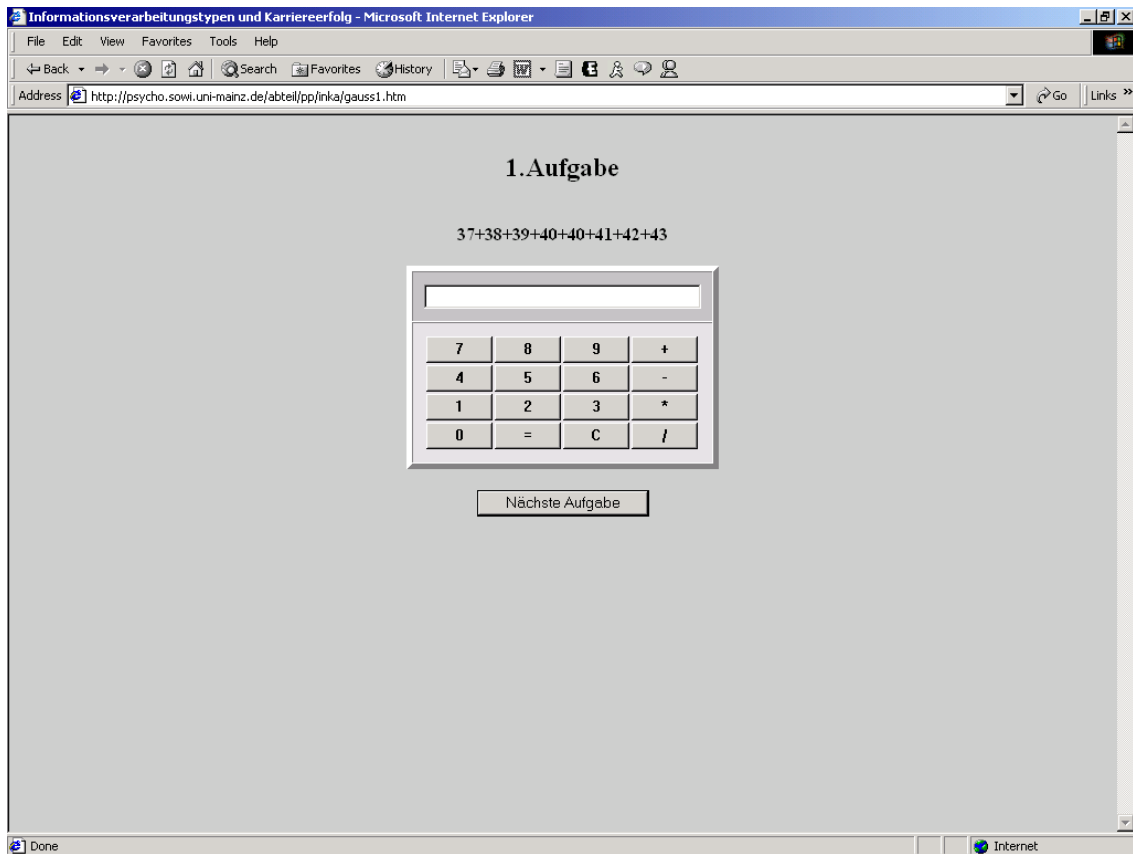 Informationsverarbeitungstypen und Karriereerfolg - Microsoft Internet Explorer
File Edit View Favorites Tools Help
Back Search Favorites History
Address http://psycho.sowi.uni-mainz.de/abteil/pp/inka/gauss1.htm Go Links »
1.Aufgabe
37+38+39+40+40+41+42+43
7 8 9 +
4 5 6 -
1 2 3 *
0 = C /
Nächste Aufgabe
Done Internet